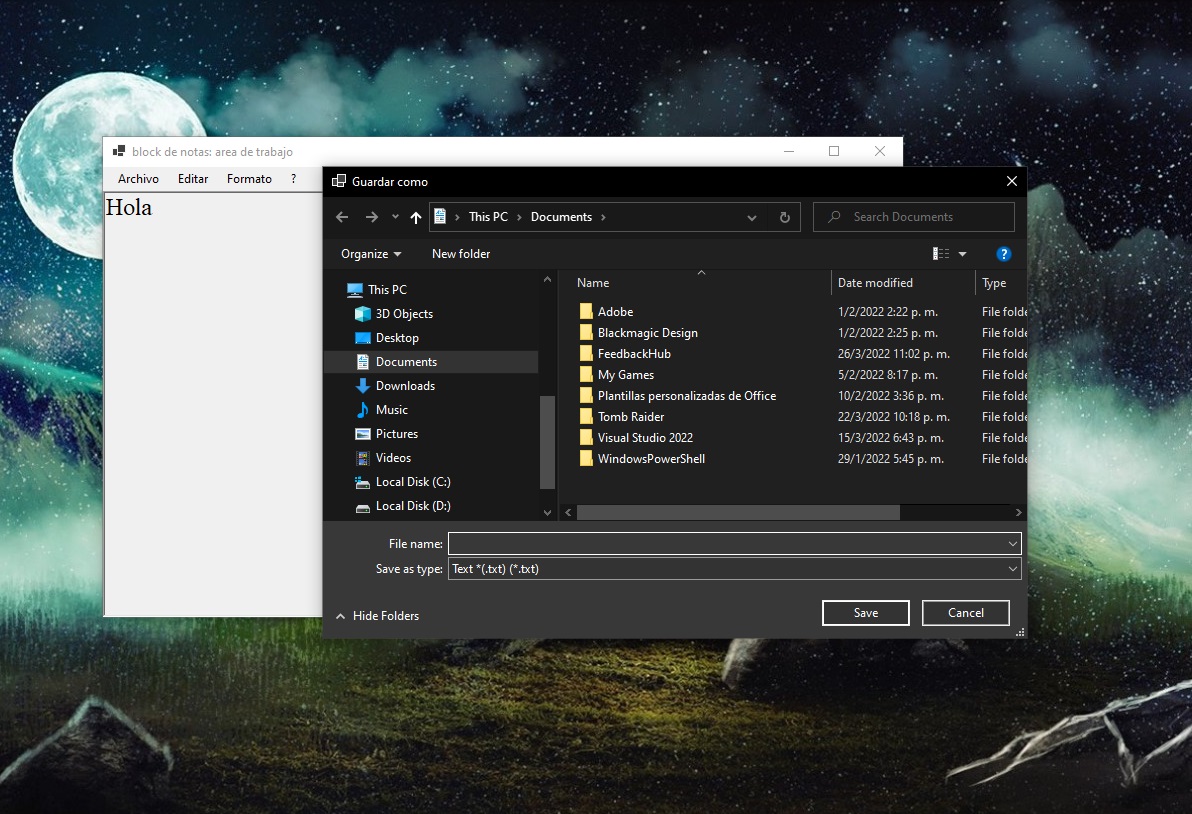 block de notas: area de trabajo
Archivo Editar Formato ?
Hola
Guardar como
This PC Documents
Search Documents
Organize New folder
?
This PC
3D Objects
Desktop
Documents
Downloads
Music
Pictures
Videos
Local Disk (C:)
Local Disk (D:)
Name Date modified Type
Adobe 1/2/2022 2:22 p. m. File folde
Blackmagic Design 1/2/2022 2:25 p. m. File folde
FeedbackHub 26/3/2022 11:02 p. m. File folde
My Games 5/2/2022 8:17 p. m. File folde
Plantillas personalizadas de Office 10/2/2022 3:36 p. m. File folde
Tomb Raider 22/3/2022 10:18 p. m. File folde
Visual Studio 2022 15/3/2022 6:43 p. m. File folde
WindowsPowerShell 29/1/2022 5:45 p. m. File folde
File name:
Save as type: Text *(.txt) (*.txt)
Hide Folders
Save Cancel